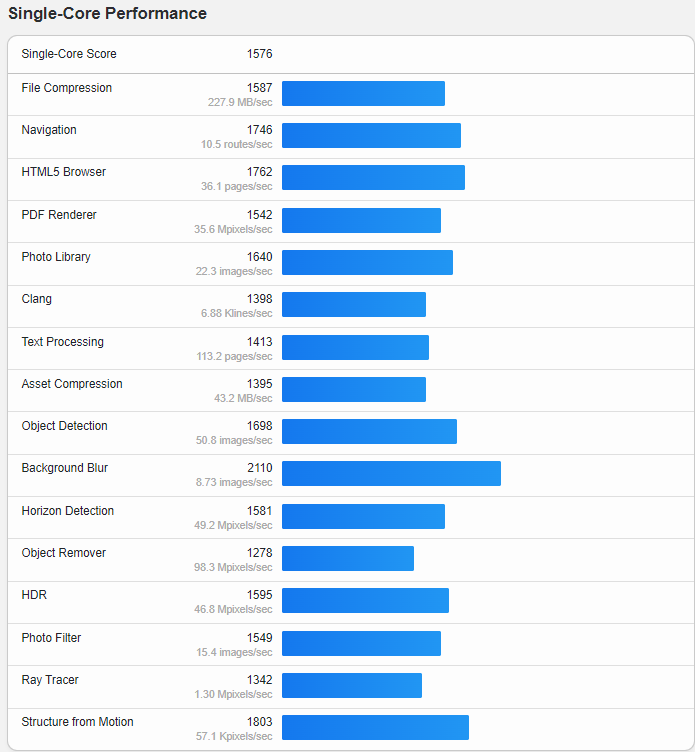 Single-Core Performance
Single-Core Score 1576
File Compression 1587
227.9 MB/sec
Navigation 1746
10.5 routes/sec
HTML5 Browser 1762
36.1 pages/sec
PDF Renderer 1542
35.6 Mpixels/sec
Photo Library 1640
22.3 images/sec
Clang 1398
6.88 Klines/sec
Text Processing 1413
113.2 pages/sec
Asset Compression 1395
43.2 MB/sec
Object Detection 1698
50.8 images/sec
Background Blur 2110
8.73 images/sec
Horizon Detection 1581
49.2 Mpixels/sec
Object Remover 1278
98.3 Mpixels/sec
HDR 1595
46.8 Mpixels/sec
Photo Filter 1549
15.4 images/sec
Ray Tracer 1342
1.30 Mpixels/sec
Structure from Motion 1803
57.1 Kpixels/sec